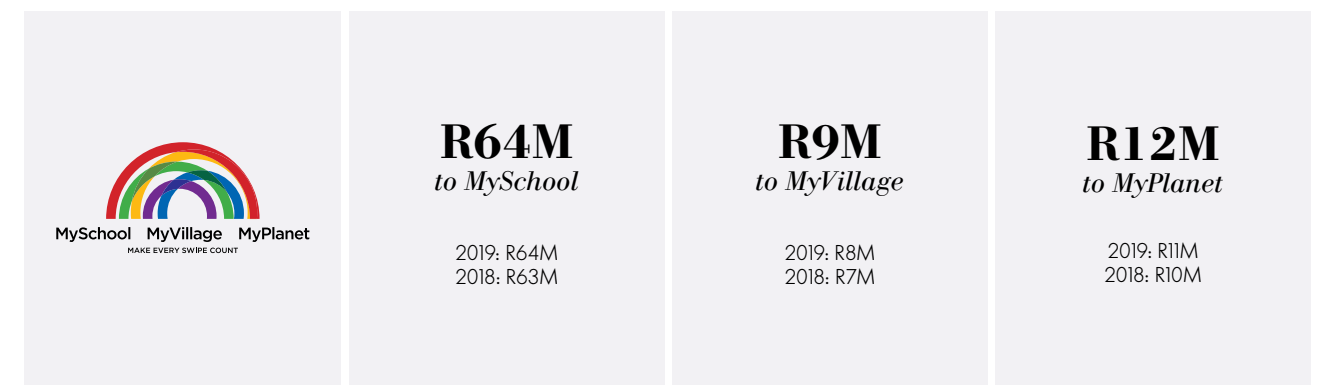 MySchool MyVillage MyPlanet
MAKE EVERY SWIPE COUNT
R64M
to MySchool
2019: R64M
2018: R63M
R9M
to MyVillage
2019: R8M
2018: R7M
R12M
to MyPlanet
2019: R11M
2018: R10M